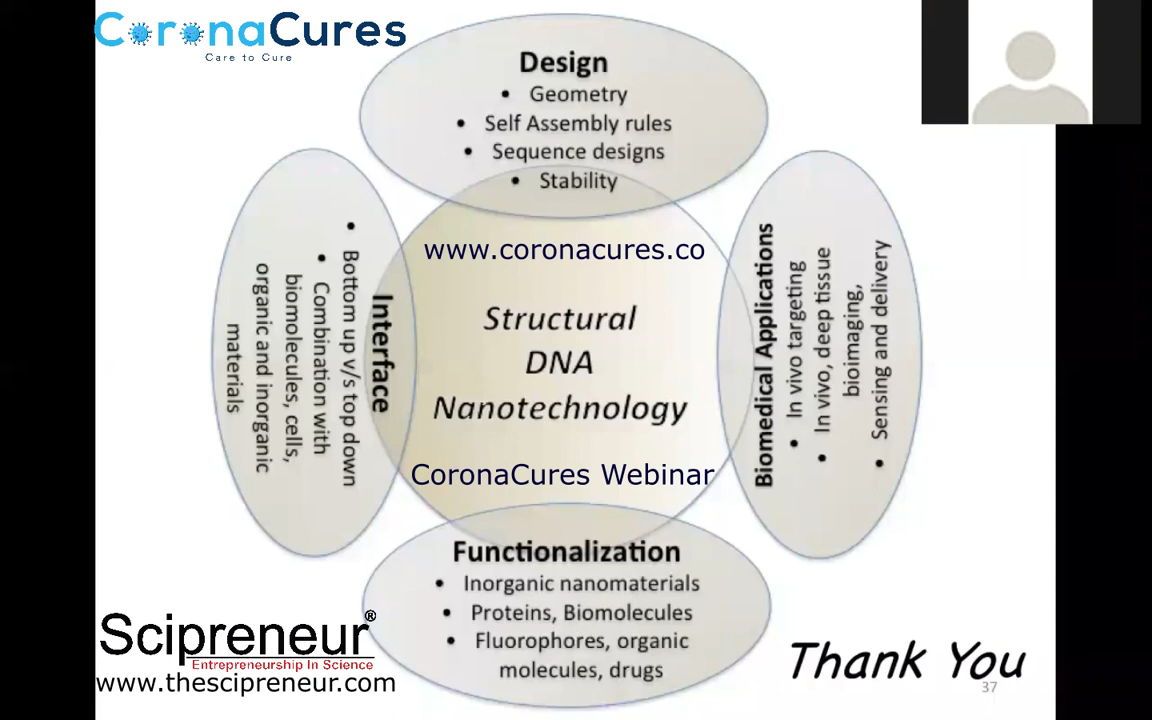 CoronaCures
Care to Cure
Design
• Geometry
• Self Assembly rules
• Sequence designs
• Stability
www.coronacures.co
Structural
DNA
Nanotechnology
CoronaCures Webinar
Interface
• Bottom up v/s top down
• Combination with
biomolecules, cells,
organic and inorganic
materials
Biomedical Applications
• In vivo targeting
• In vivo, deep tissue
bioimaging,
• Sensing and delivery
Functionalization
• Inorganic nanomaterials
• Proteins, Biomolecules
• Fluorophores, organic
molecules, drugs
Scipreneur®
Entrepreneurship In Science
www.thescipreneur.com
Thank You
37